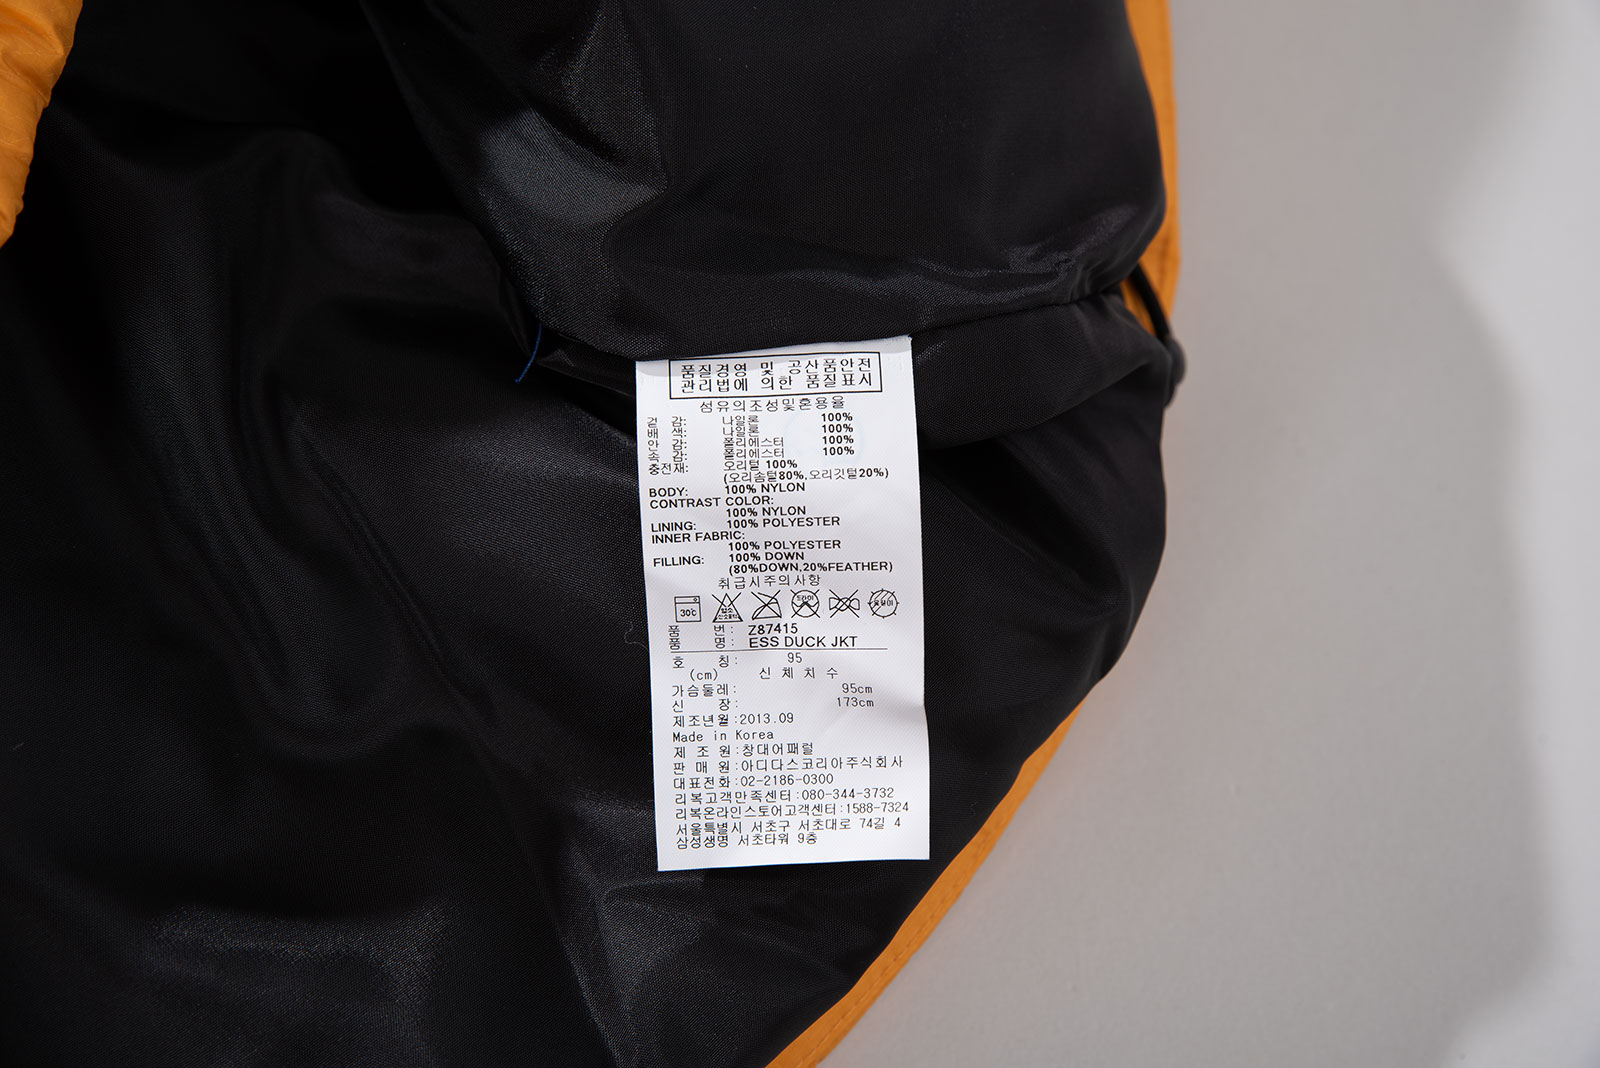 품질경영 및 공산품안전
관리법에 의한 품질표시
섬유의조성및혼용율
겉 감: 나일론 100%
배 색: 나일론 100%
안 감: 폴리에스터 100%
속 감: 폴리에스터 100%
충전재: 오리털 100%
(오리솜털80%,오리깃털20%)
BODY: 100% NYLON
CONTRAST COLOR:
100% NYLON
LINING: 100% POLYESTER
INNER FABRIC:
100% POLYESTER
FILLING: 100% DOWN
(80%DOWN,20%FEATHER)
취급시주의사항
30℃ 드라이
품 번: Z87415
품 명: ESS DUCK JKT
호 칭: 95
(cm) 신 체 치 수
가슴둘레: 95cm
신 장: 173cm
제조년월:2013.09
Made in Korea
제 조 원:창대어패럴
판 매 원:아디다스코리아주식회사
대표전화:02-2186-0300
리복고객만족센터:080-344-3732
리복온라인스토어고객센터:1588-7324
서울특별시 서초구 서초대로 74길 4
삼성생명 서초타워 9층